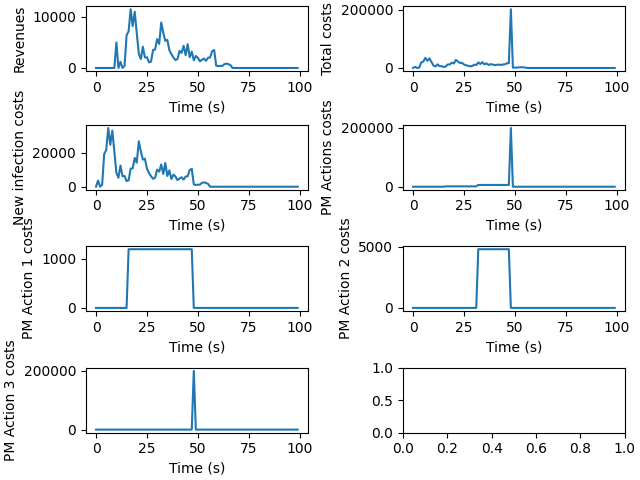 Revenues
10000
0
0 25 50 75 100
Time (s)
Total costs
200000
0
0 25 50 75 100
Time (s)
New infection costs
20000
0
0 25 50 75 100
Time (s)
PM Actions costs
200000
0
0 25 50 75 100
Time (s)
PM Action 1 costs
1000
0
0 25 50 75 100
Time (s)
PM Action 2 costs
5000
0
0 25 50 75 100
Time (s)
PM Action 3 costs
200000
0
0 25 50 75 100
Time (s)
1.0
0.5
0.0
0.0 0.2 0.4 0.6 0.8 1.0